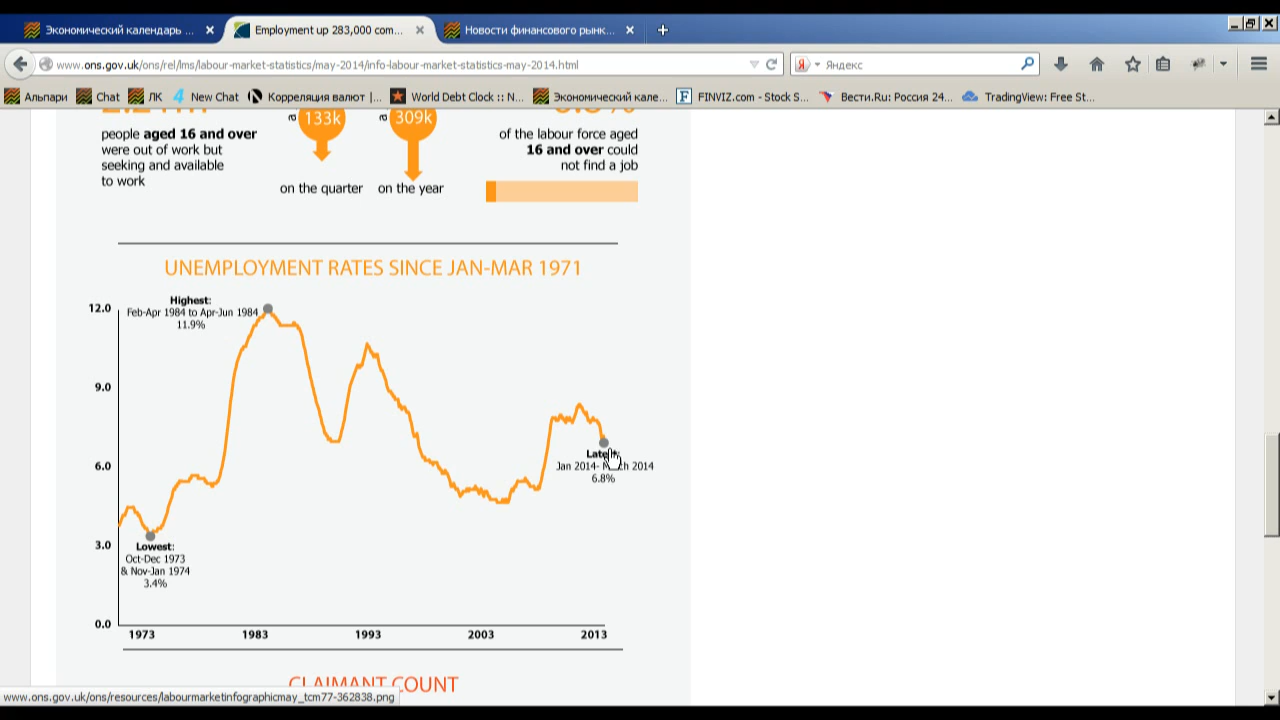 Экономический календарь ...
Employment up 283,000 com...
Новости финансового рынк...
www.ons.gov.uk/ons/rel/lms/labour-market-statistics/may-2014/info-labour-market-statistics-may-2014.html
Яндекс
Альпари
Chat
ЛК
New Chat
Корреляция валют |...
World Debt Clock :: N...
Экономический кале...
FINVIZ.com - Stock S...
Вести.Ru: Россия 24...
TradingView: Free St...
133k
309k
people aged 16 and over
were out of work but
seeking and available
to work
on the quarter
on the year
of the labour force aged
16 and over could
not find a job
UNEMPLOYMENT RATES SINCE JAN-MAR 1971
12.0
9.0
6.0
3.0
0.0
Highest:
Feb-Apr 1984 to Apr-Jun 1984
11.9%
Lowest:
Oct-Dec 1973
& Nov-Jan 1974
3.4%
Latest:
Jan 2014- March 2014
6.8%
1973
1983
1993
2003
2013
CLAIMANT COUNT
www.ons.gov.uk/ons/resources/labourmarketinfographicmay_tcm77-362838.png